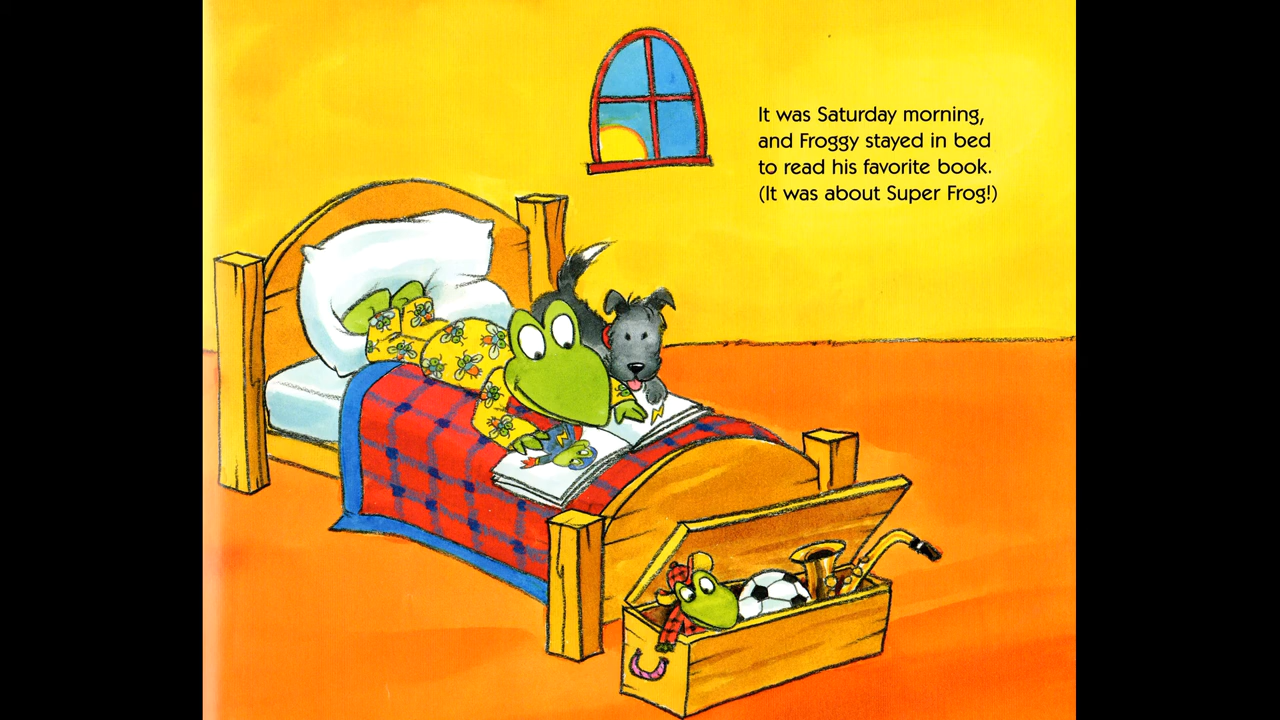 It was Saturday morning,
and Froggy stayed in bed
to read his favorite book.
(It was about Super Frog!)